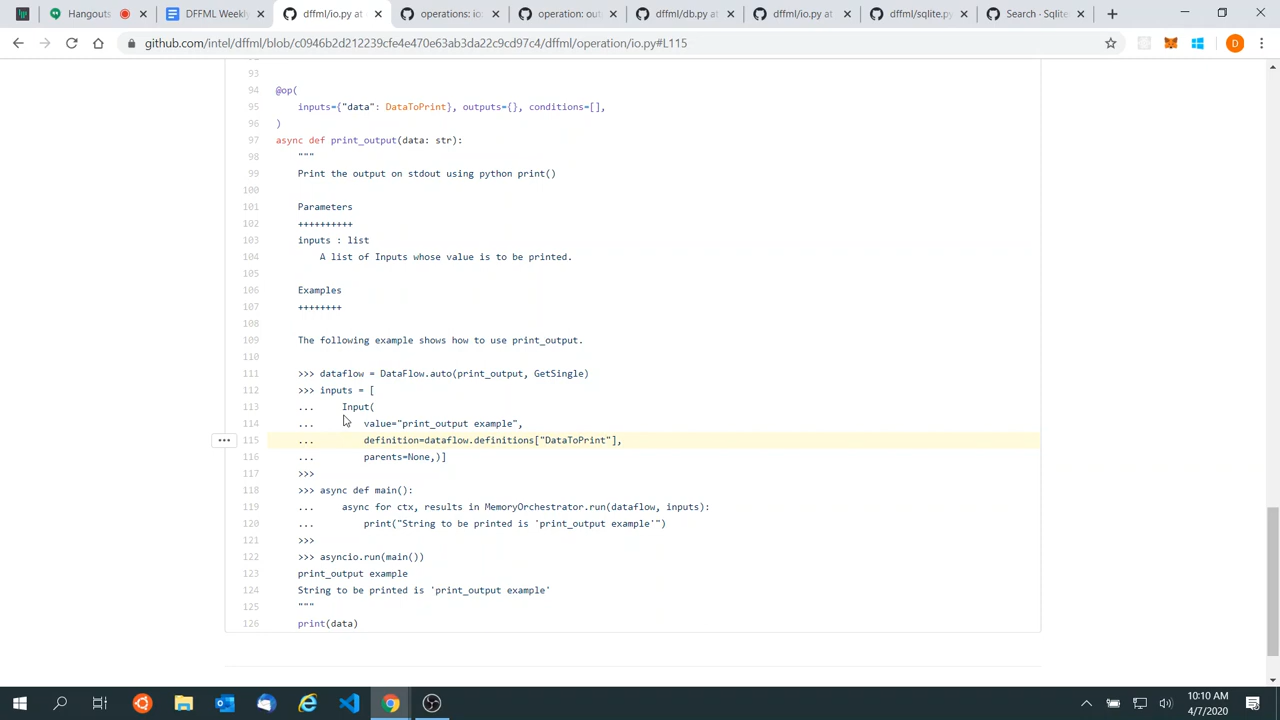 Hangouts
DFFML Weekly
dffml/io.py at
operations: io:
operation: out
dffml/db.py at
dffml/io.py at
dffml/sqlite.py
Search - Sqlite
github.com/intel/dffml/blob/c0946b2d212239cfe4e470e63ab3da22c9cd97c4/dffml/operation/io.py#L115
D
93
94 @op(
95 inputs={"data": DataToPrint}, outputs={}, conditions=[],
96 )
97 async def print_output(data: str):
98 """
99 Print the output on stdout using python print()
100
101 Parameters
102 ++++++++++
103 inputs : list
104 A list of Inputs whose value is to be printed.
105
106 Examples
107 ++++++++
108
109 The following example shows how to use print_output.
110
111 >>> dataflow = DataFlow.auto(print_output, GetSingle)
112 >>> inputs = [
113 ... Input(
114 ... value="print_output example",
115 ... definition=dataflow.definitions["DataToPrint"],
116 ... parents=None,)]
117 >>>
118 >>> async def main():
119 ... async for ctx, results in MemoryOrchestrator.run(dataflow, inputs):
120 ... print("String to be printed is 'print_output example'")
121 >>>
122 >>> asyncio.run(main())
123 print_output example
124 String to be printed is 'print_output example'
125 """
126 print(data)
10:10 AM
4/7/2020